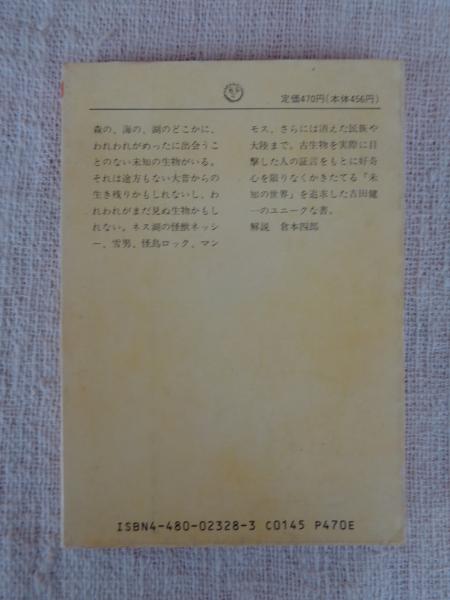 定価470円(本体456円)
森の、海の、湖のどこかに、
われわれがめったに出会うこ
とのない未知の生物がいる。
それは途方もない大昔からの
生き残りかもしれないし、わ
れわれがまだ見ぬ生物かもし
れない。ネス湖の怪獣ネッシ
ー、雪男、怪鳥ロック、マン
モス、さらには消えた民族や
大陸まで。古生物を実際に目
撃した人の証言をもとに好奇
心を限りなくかきたてる「未
知の世界」を追求した吉田健
一のユニークな書。
解説 倉本四郎
ISBN4-480-02328-3 C0145 P470E